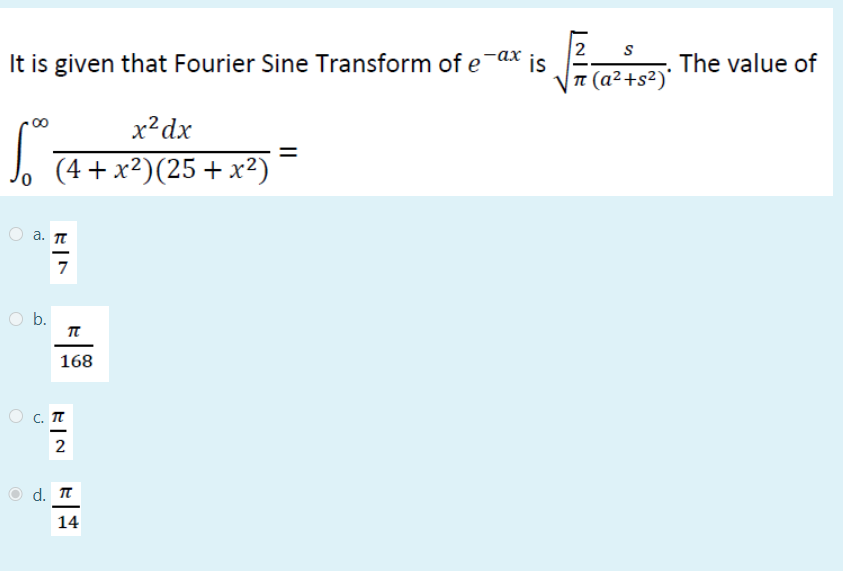 It is given that Fourier Sine Transform of e⁻ᵃˣ is √(2/π) s/(a²+s²). The value of
∫₀^∞ x²dx/((4 + x²)(25 + x²)) =
a. π/7
b. π/168
c. π/2
d. π/14